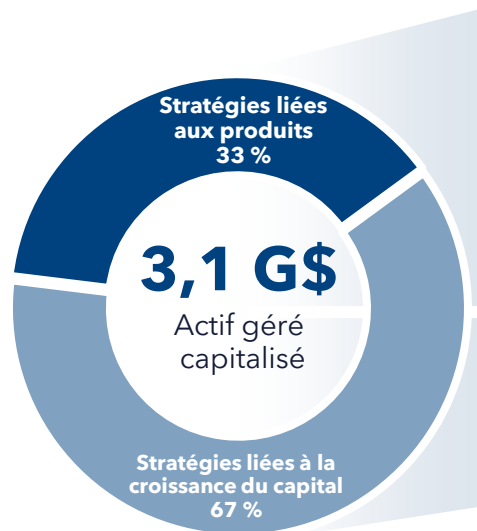 Stratégies liées
aux produits
33 %
3,1 G$
Actif géré
capitalisé
Stratégies liées à la
croissance du capital
67 %